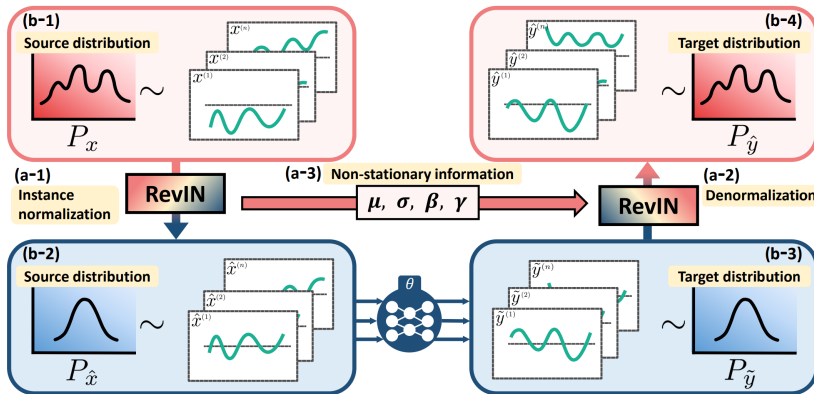 (b-1)
Source distribution
x^{(n)}
x^{(2)}
x^{(1)}
∼
P_x
(b-4)
Target distribution
ŷ^{(n)}
ŷ^{(2)}
ŷ^{(1)}
∼
P_ŷ
(a-1)
Instance
normalization
RevIN
(a-3)
Non-stationary information
μ, σ, β, γ
(a-2)
Denormalization
RevIN
(b-2)
Source distribution
x̂^{(n)}
x̂^{(2)}
x̂^{(1)}
∼
P_x̂
θ
(b-3)
Target distribution
ỹ^{(n)}
ỹ^{(2)}
ỹ^{(1)}
∼
P_ỹ